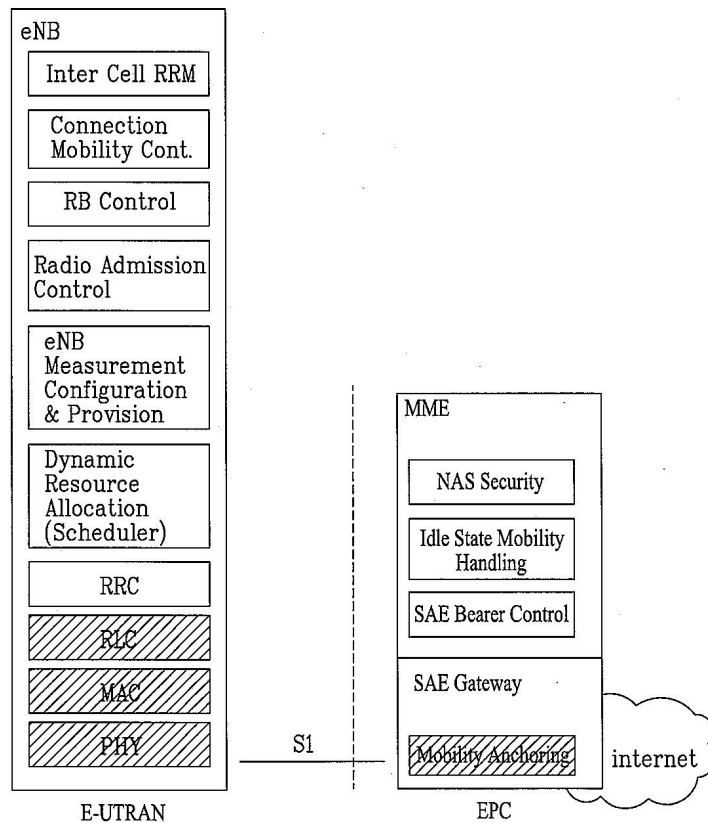 eNB
Inter Cell RRM
Connection
Mobility Cont.
RB Control
Radio Admission
Control
eNB
Measurement
Configuration
& Provision
Dynamic
Resource
Allocation
(Scheduler)
RRC
RLC
MAC
PHY
E-UTRAN
S1
MME
NAS Security
Idle State Mobility
Handling
SAE Bearer Control
SAE Gateway
Mobility Anchoring
EPC
internet